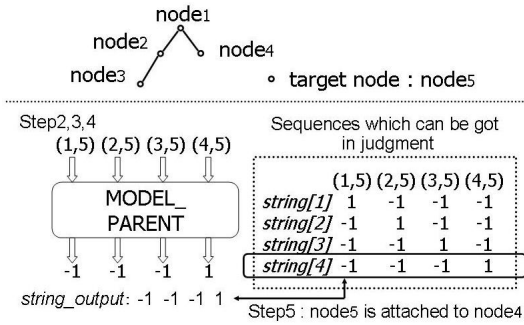 node1
node2
node4
node3
target node : node5
Step2,3,4
(1,5) (2,5) (3,5) (4,5)
MODEL_
PARENT
-1 -1 -1 1
string_output: -1 -1 -1 1
Sequences which can be got
in judgment
(1,5) (2,5) (3,5) (4,5)
string[1] 1 -1 -1 -1
string[2] -1 1 -1 -1
string[3] -1 -1 1 -1
string[4] -1 -1 -1 1
Step5 : node5 is attached to node4